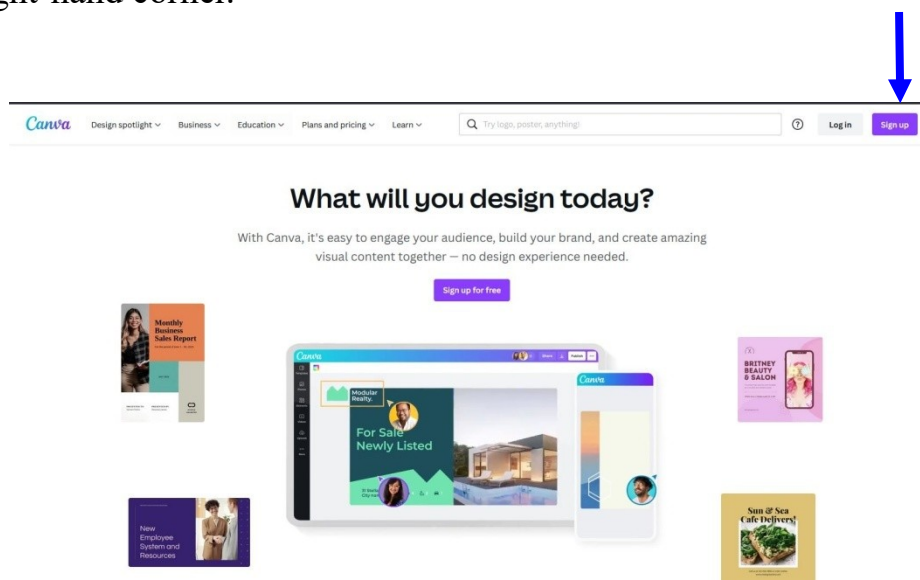 ght-hand corner.
Canva Design spotlight Business Education Plans and pricing Learn Try logo, poster, anything! ? Log in Sign up
What will you design today?
With Canva, it's easy to engage your audience, build your brand, and create amazing
visual content together — no design experience needed.
Sign up for free
Monthly
Business
Sales Report
Canva
Share
Canva
Modular
Realty.
For Sale
Newly Listed
BRITNEY
BEAUTY
& SALON
New
Employee
System and
Resources
Sun & Sea
Cafe Delivers!